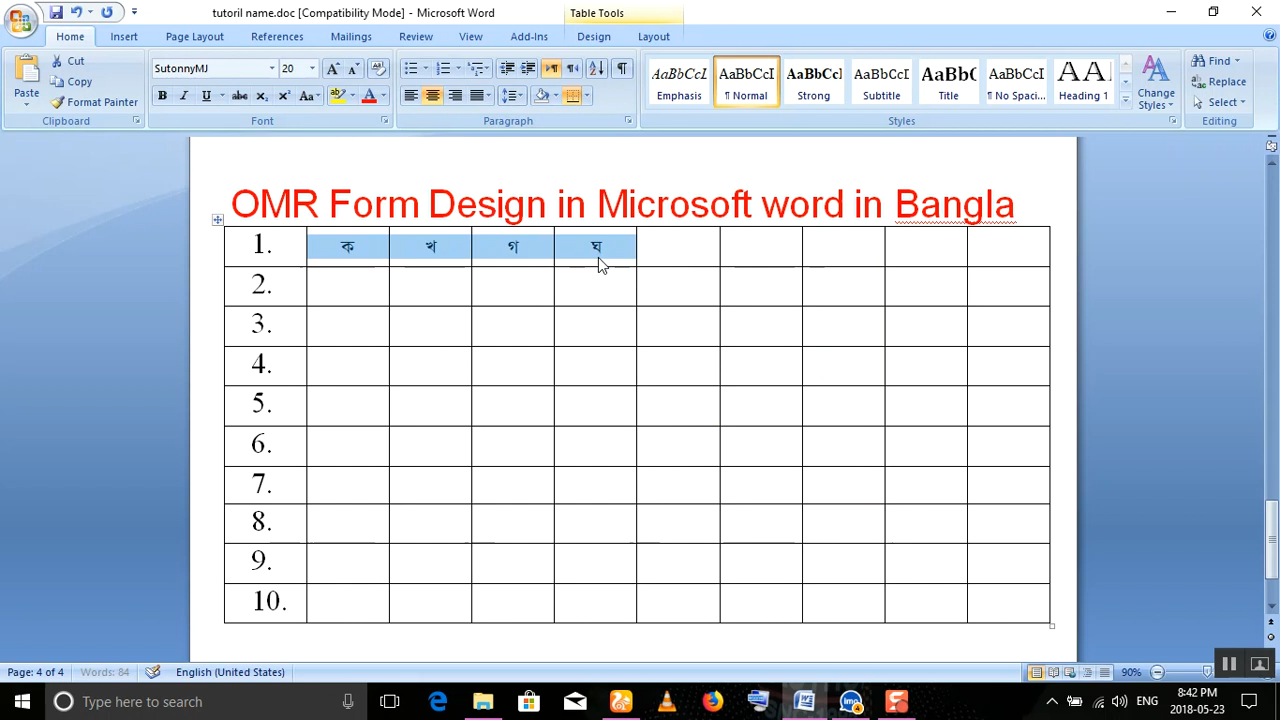 tutoril name.doc [Compatibility Mode] - Microsoft Word
Table Tools
Home Insert Page Layout References Mailings Review View Add-Ins Design Layout
Paste
Cut
Copy
Format Painter
Clipboard
SutonnyMJ 20
Font
Paragraph
AaBbCcI Emphasis
AaBbCcI ¶ Normal
AaBbCcI Strong
AaBbCcI Subtitle
AaBb( Title
AaBbCcI ¶ No Spaci...
AaBbC Heading 1
Change Styles
Styles
Find
Replace
Select
Editing
OMR Form Design in Microsoft word in Bangla
1. ক খ গ ঘ
2.
3.
4.
5.
6.
7.
8.
9.
10.
Page: 4 of 4 Words: 84 English (United States) 90%
Type here to search
ENG
8:42 PM
2018-05-23